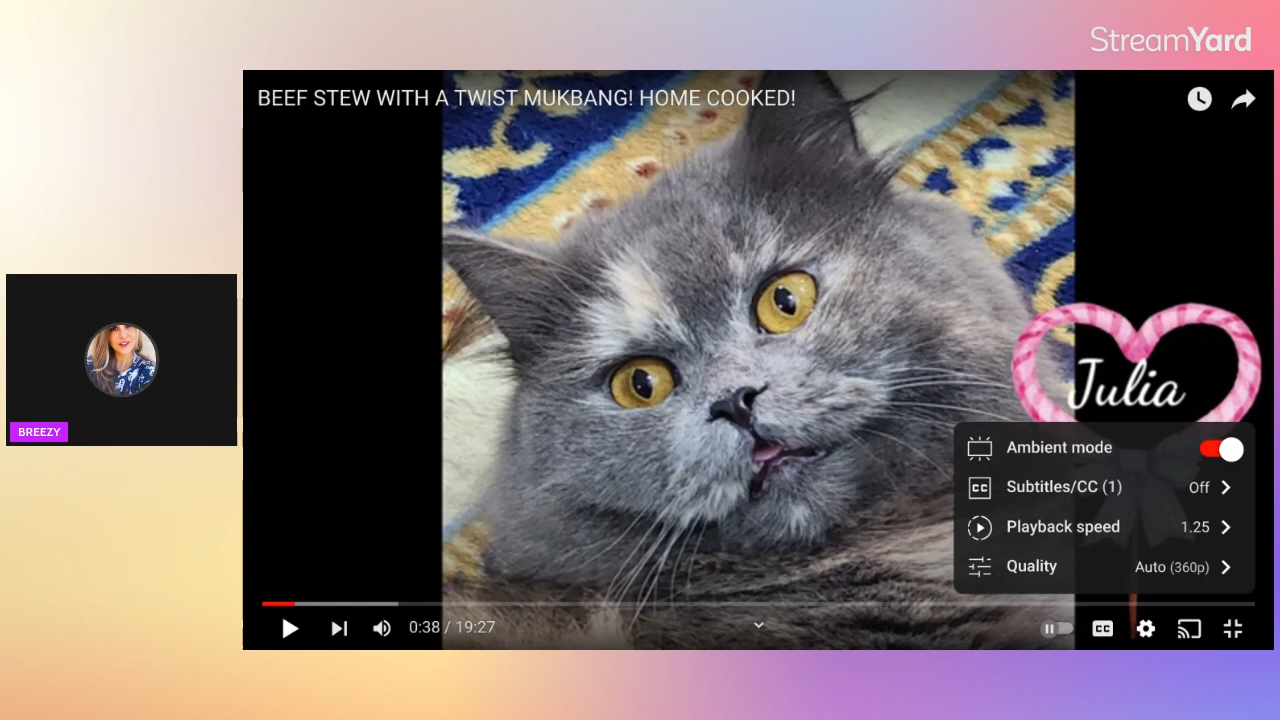 StreamYard
BEEF STEW WITH A TWIST MUKBANG! HOME COOKED!
Julia
Ambient mode
Subtitles/CC (1) Off
Playback speed 1.25
Quality Auto (360p)
BREEZY
0:38 / 19:27
CC